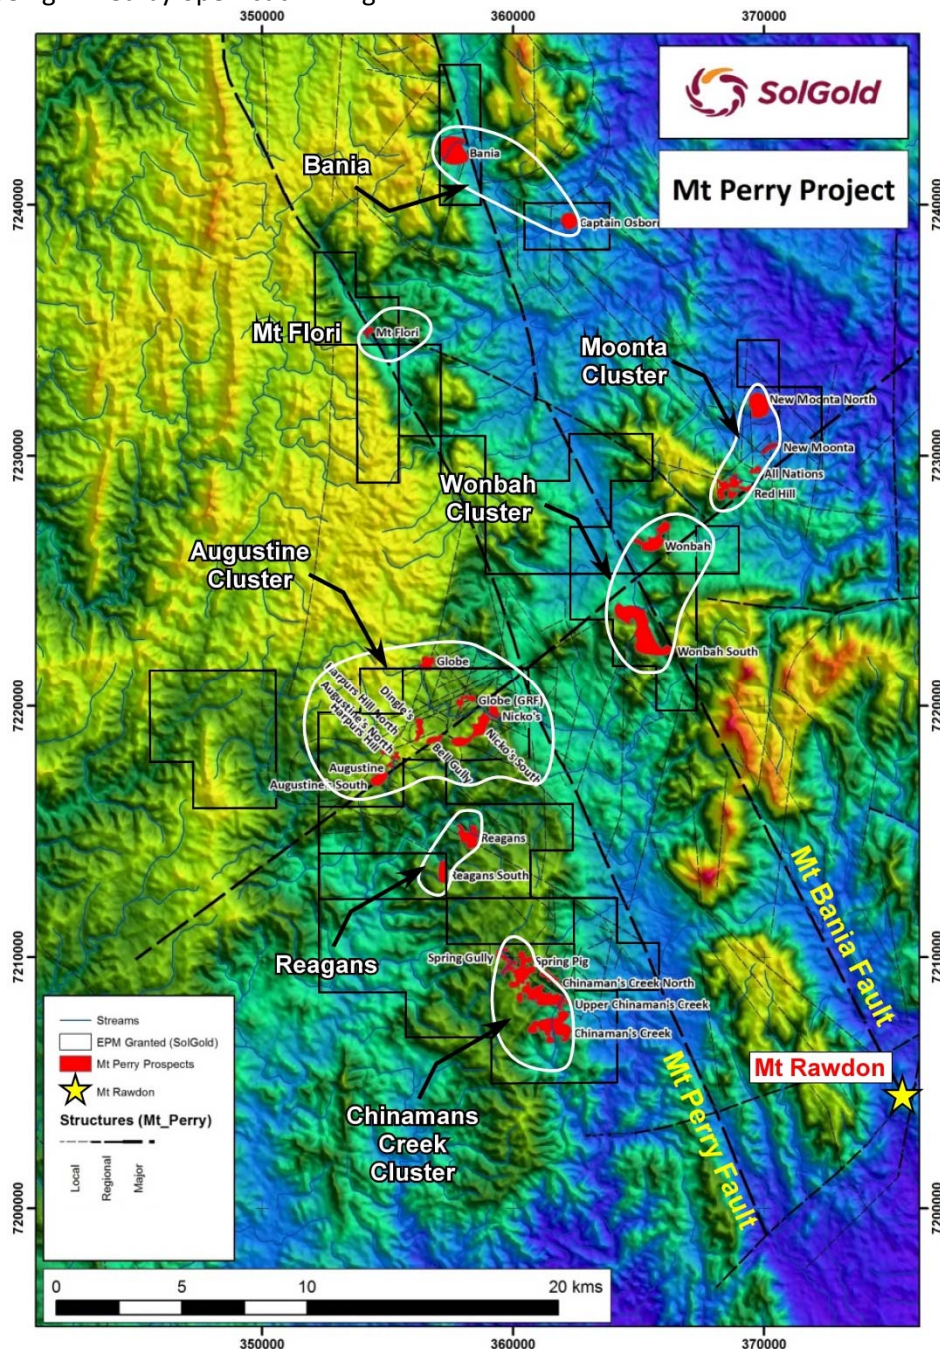 350000 360000 370000
SolGold
Mt Perry Project
Bania
Bania
7240000 7240000
Captain Osborn
Mt Flori
Mt Flori
Moonta
Cluster
New Moonta North
New Moonta
All Nations
Red Hill
7230000 7230000
Wonbah
Cluster
Wonbah
Augustine
Cluster
Wonbah South
Globe
7220000 7220000
Dingle's
Harpurs Hill North
Augustine's North
Harpurs Hill
Globe (GRF)
Nicko's
Nicko's South
Bell Gully
Augustine
Augustine's South
Reagans
Reagans South
Reagans
Mt Bania Fault
7210000 7210000
Spring Gully
Spring Pig
Chinaman's Creek North
Upper Chinaman's Creek
Chinaman's Creek
Chinamans
Creek
Cluster
Mt Perry Fault
Mt Rawdon
Streams
EPM Granted (SolGold)
Mt Perry Prospects
Mt Rawdon
Structures (Mt_Perry)
Local
Regional
Major
7200000 7200000
0 5 10 20 kms
350000 360000 370000